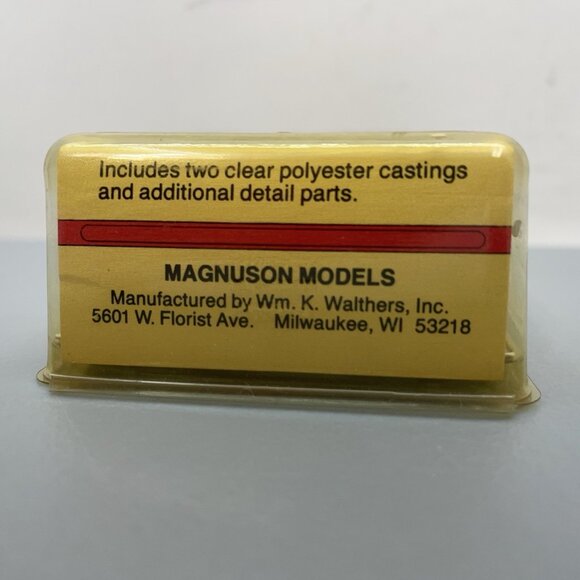 Includes two clear polyester castings
and additional detail parts.
MAGNUSON MODELS
Manufactured by Wm. K. Walthers, Inc.
5601 W. Florist Ave. Milwaukee, WI 53218